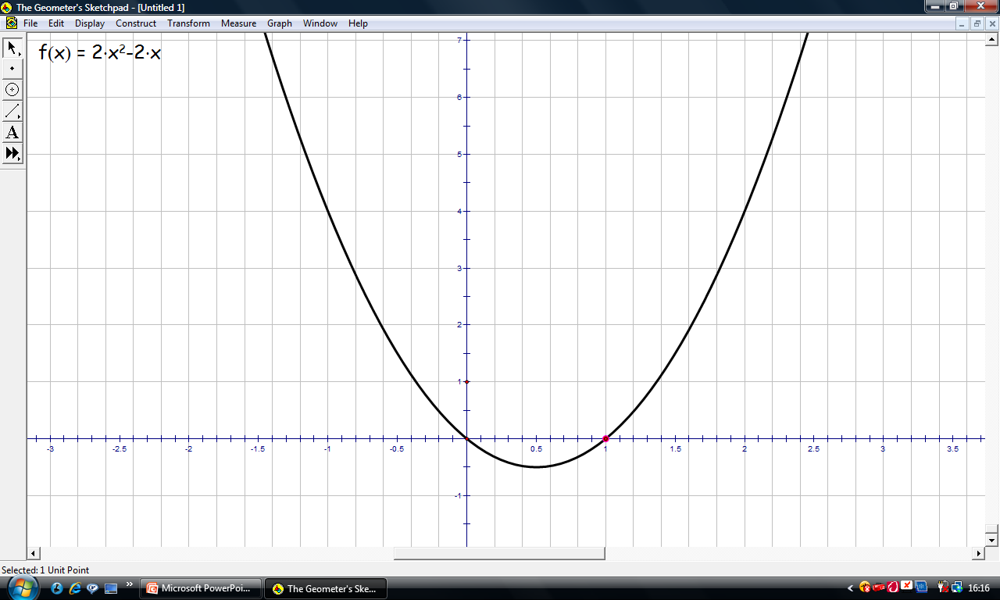 The Geometer's Sketchpad - [Untitled 1]
File Edit Display Construct Transform Measure Graph Window Help
f(x) = 2·x²-2·x
A
7
6
5
4
3
2
1
-3 -2.5 -2 -1.5 -1 -0.5 0 0.5 1 1.5 2 2.5 3 3.5
-1
Selected: 1 Unit Point
Microsoft PowerPoi... The Geometer's Ske... 16:16